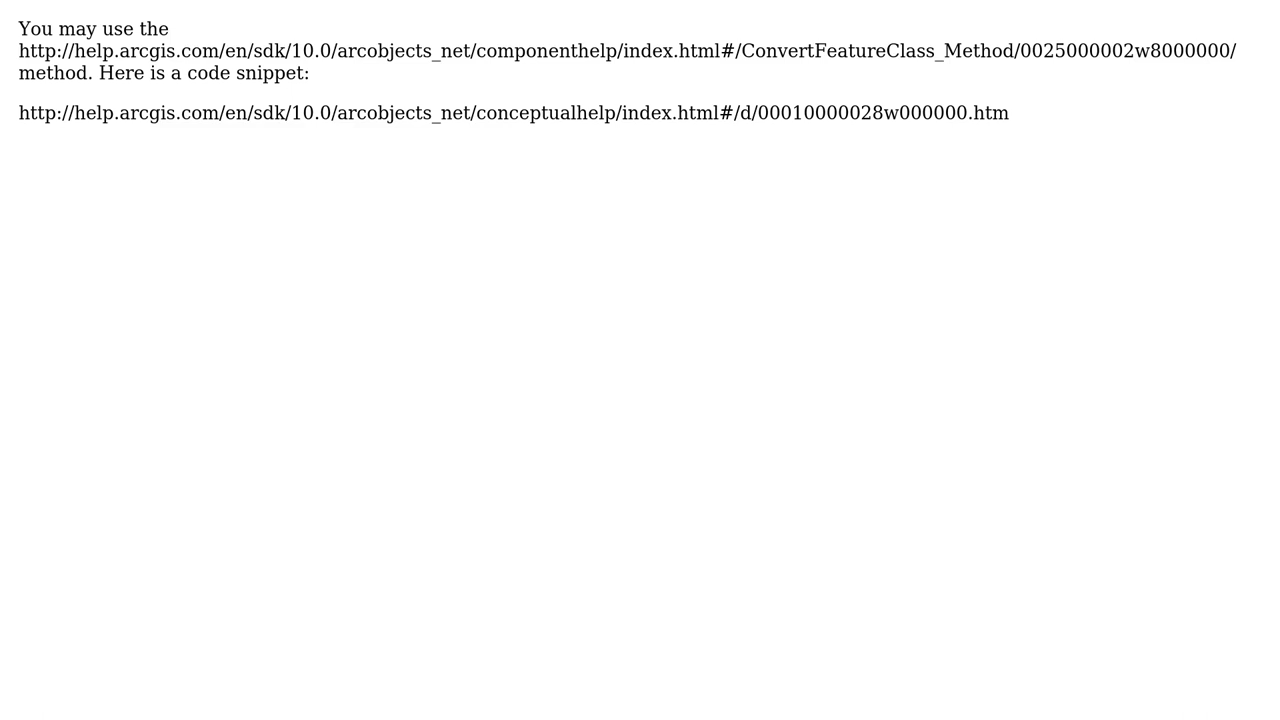 You may use the
http://help.arcgis.com/en/sdk/10.0/arcobjects_net/componenthelp/index.html#/ConvertFeatureClass_Method/0025000002w8000000/
method. Here is a code snippet:
http://help.arcgis.com/en/sdk/10.0/arcobjects_net/conceptualhelp/index.html#/d/00010000028w000000.htm